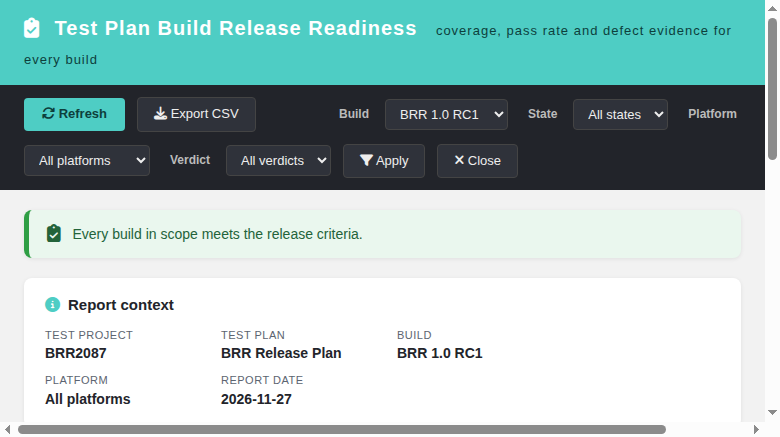 Test Plan Build Release Readiness coverage, pass rate and defect evidence for
every build
Refresh Export CSV Build BRR 1.0 RC1 State All states Platform
All platforms Verdict All verdicts Apply Close
Every build in scope meets the release criteria.
Report context
TEST PROJECT TEST PLAN BUILD
BRR2087 BRR Release Plan BRR 1.0 RC1
PLATFORM REPORT DATE
All platforms 2026-11-27